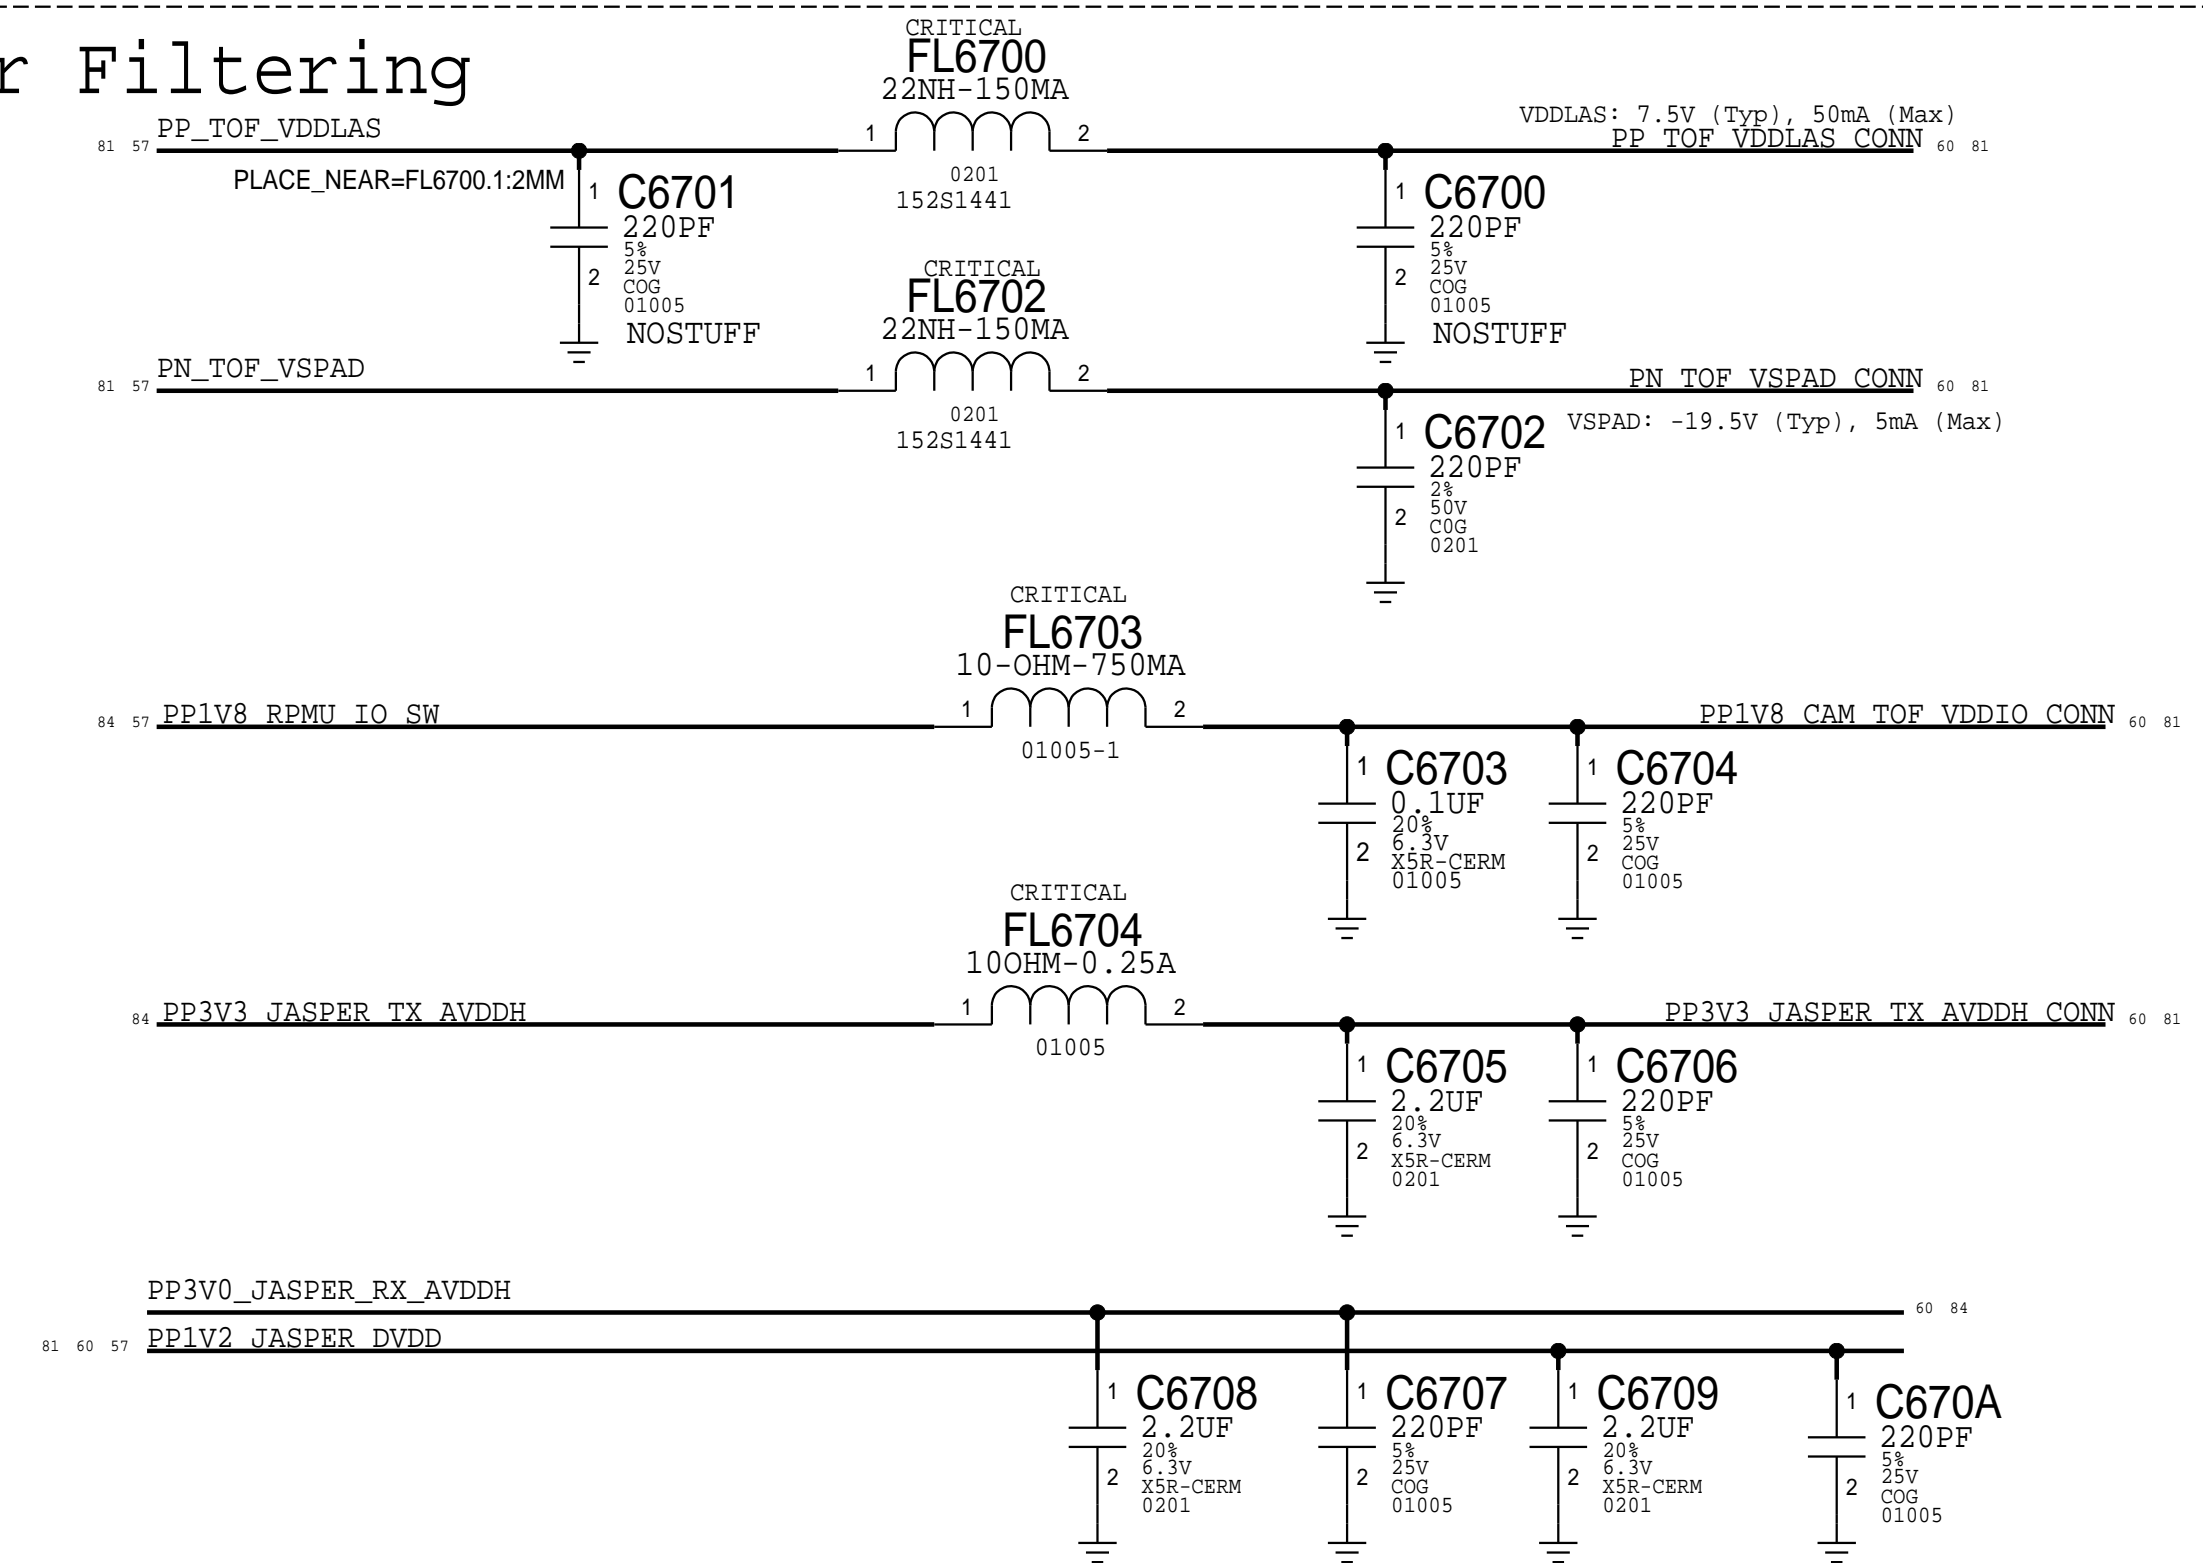 r Filtering
CRITICAL
FL6700
22NH-150MA
81 57 PP_TOF_VDDLAS
1 2
VDDLAS: 7.5V (Typ), 50mA (Max)
PP_TOF_VDDLAS_CONN 60 81
PLACE_NEAR=FL6700.1:2MM
0201
152S1441
1 C6701
220PF
5%
25V
2
COG
01005
NOSTUFF
1 C6700
220PF
5%
25V
2
COG
01005
NOSTUFF
CRITICAL
FL6702
22NH-150MA
81 57 PN_TOF_VSPAD
1 2
PN_TOF_VSPAD_CONN 60 81
0201
152S1441
VSPAD: -19.5V (Typ), 5mA (Max)
1 C6702
220PF
2%
50V
2
C0G
0201
CRITICAL
FL6703
10-OHM-750MA
84 57 PP1V8_RPMU_IO_SW
1 2
PP1V8_CAM_TOF_VDDIO_CONN 60 81
01005-1
1 C6703
0.1UF
20%
6.3V
2
X5R-CERM
01005
1 C6704
220PF
5%
25V
2
COG
01005
CRITICAL
FL6704
10OHM-0.25A
84 PP3V3_JASPER_TX_AVDDH
1 2
PP3V3_JASPER_TX_AVDDH_CONN 60 81
01005
1 C6705
2.2UF
20%
6.3V
2
X5R-CERM
0201
1 C6706
220PF
5%
25V
2
COG
01005
PP3V0_JASPER_RX_AVDDH
60 84
81 60 57 PP1V2_JASPER_DVDD
1 C6708
2.2UF
20%
6.3V
2
X5R-CERM
0201
1 C6707
220PF
5%
25V
2
COG
01005
1 C6709
2.2UF
20%
6.3V
2
X5R-CERM
0201
1 C670A
220PF
5%
25V
2
COG
01005